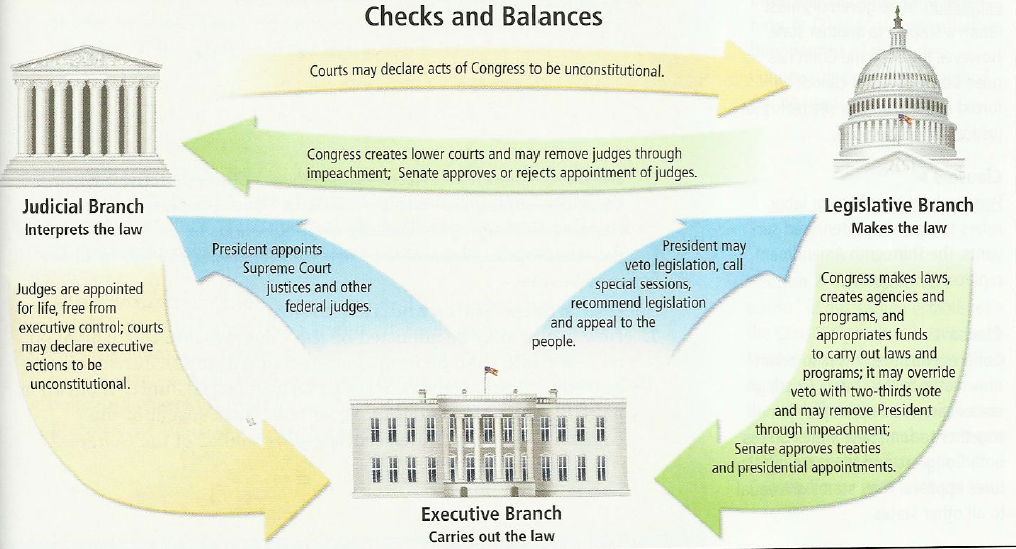 Checks and Balances
Courts may declare acts of Congress to be unconstitutional.
Congress creates lower courts and may remove judges through
impeachment; Senate approves or rejects appointment of judges.
Judicial Branch
Interprets the law
Legislative Branch
Makes the law
President appoints
Supreme Court
justices and other
federal judges.
President may
veto legislation, call
special sessions,
recommend legislation
and appeal to the
people.
Judges are appointed
for life, free from
executive control; courts
may declare executive
actions to be
unconstitutional.
Congress makes laws,
creates agencies and
programs, and
appropriates funds
to carry out laws and
programs; it may override
veto with two-thirds vote
and may remove President
through impeachment;
Senate approves treaties
and presidential appointments.
Executive Branch
Carries out the law